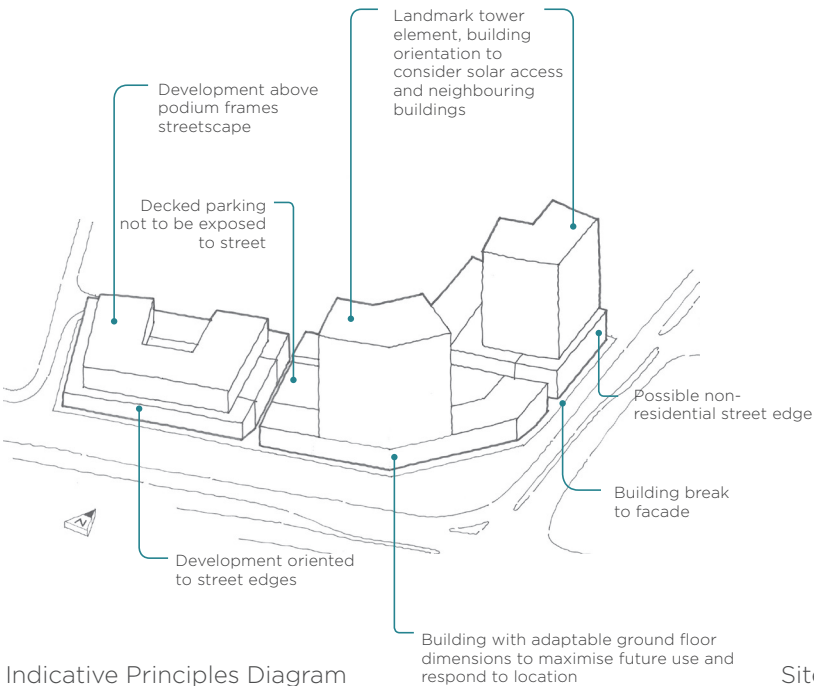 Landmark tower
element, building
orientation to
consider solar access
and neighbouring
buildings
Development above
podium frames
streetscape
Decked parking
not to be exposed
to street
Possible non-
residential street edge
Building break
to facade
N
Development oriented
to street edges
Building with adaptable ground floor
dimensions to maximise future use and
respond to location
Indicative Principles Diagram
Site